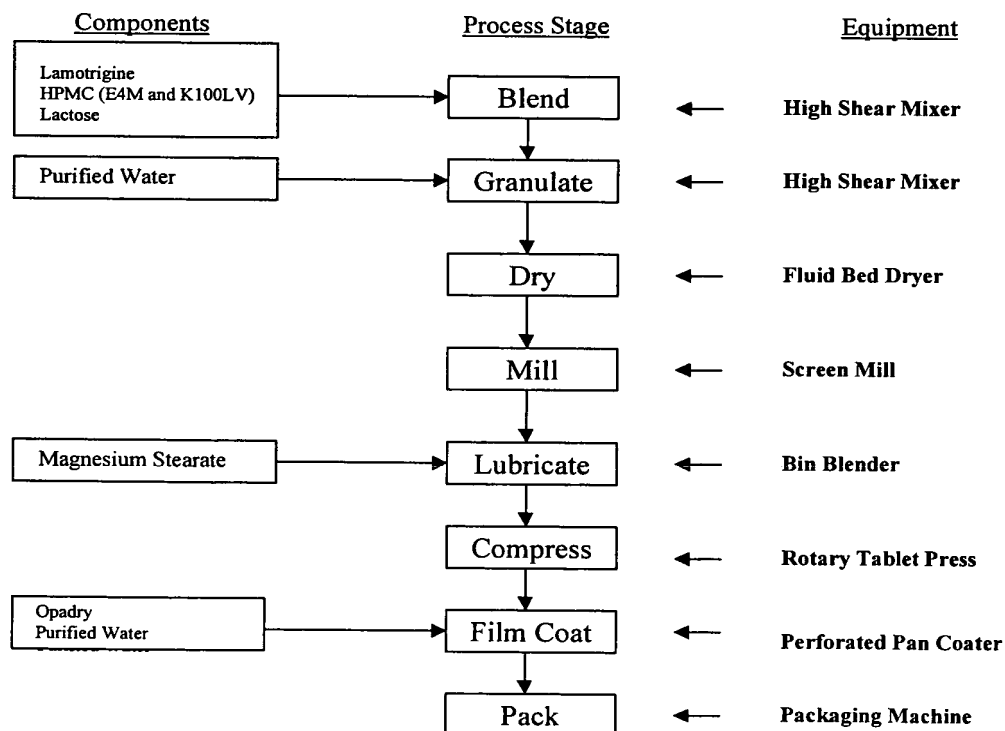 Components
Process Stage
Equipment
Lamotrigine
HPMC (E4M and K100LV)
Lactose
Blend
High Shear Mixer
Purified Water
Granulate
High Shear Mixer
Dry
Fluid Bed Dryer
Mill
Screen Mill
Magnesium Stearate
Lubricate
Bin Blender
Compress
Rotary Tablet Press
Opadry
Purified Water
Film Coat
Perforated Pan Coater
Pack
Packaging Machine